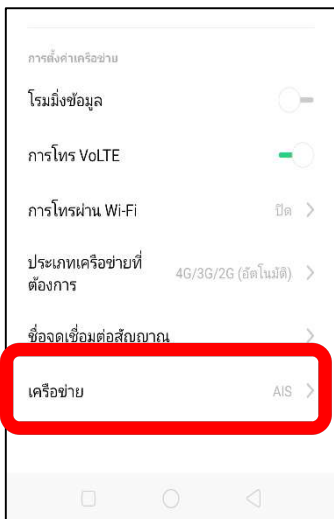 การตั้งค่าเครือข่าย
โรมมิ่งข้อมูล
การโทร VoLTE
การโทรผ่าน Wi-Fi ปิด
ประเภทเครือข่ายที่
ต้องการ 4G/3G/2G (อัตโนมัติ)
ชื่อจุดเชื่อมต่อสัญญาณ
เครือข่าย AIS